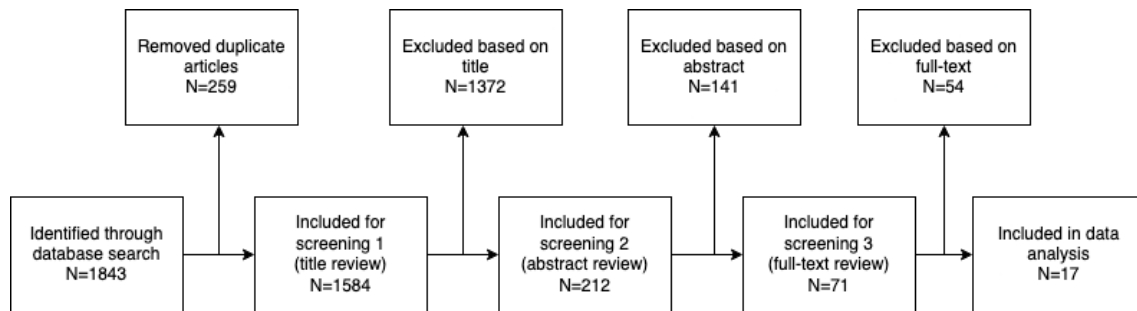 Removed duplicate
articles
N=259
Excluded based on
title
N=1372
Excluded based on
abstract
N=141
Excluded based on
full-text
N=54
Identified through
database search
N=1843
Included for
screening 1
(title review)
N=1584
Included for
screening 2
(abstract review)
N=212
Included for
screening 3
(full-text review)
N=71
Included in data
analysis
N=17